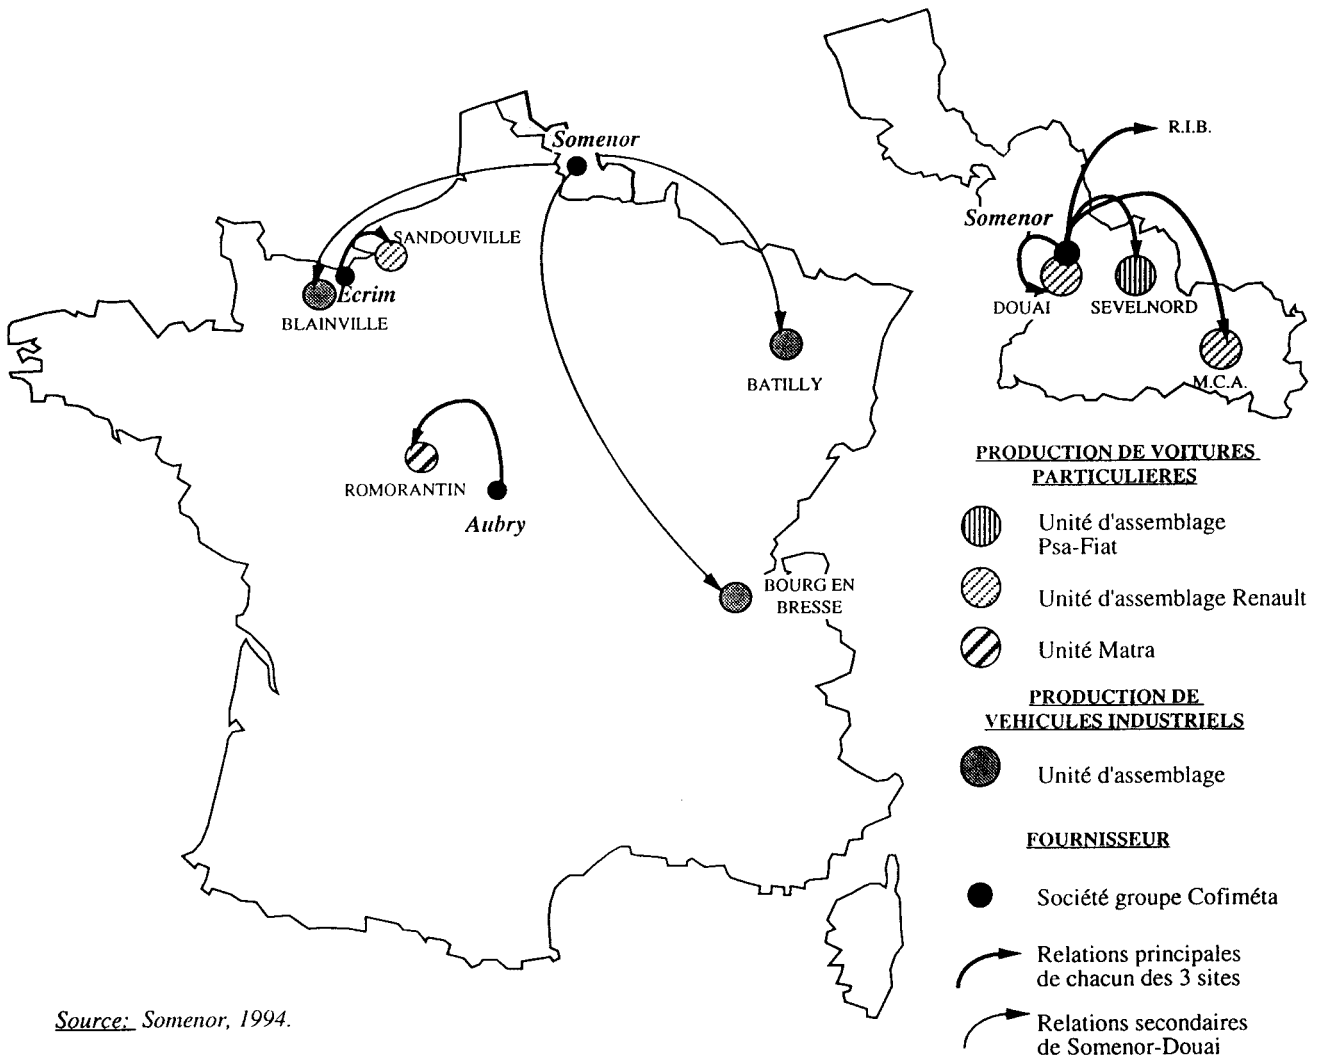 Somenor
SANDOUVILLE
Ecrim
BLAINVILLE
BATILLY
ROMORANTIN
Aubry
BOURG EN
BRESSE
R.I.B.
Somenor
DOUAI
SEVELNORD
M.C.A.
PRODUCTION DE VOITURES
PARTICULIERES
Unité d'assemblage
Psa-Fiat
Unité d'assemblage Renault
Unité Matra
PRODUCTION DE
VEHICULES INDUSTRIELS
Unité d'assemblage
FOURNISSEUR
Société groupe Cofiméta
Relations principales
de chacun des 3 sites
Relations secondaires
de Somenor-Douai
Source: Somenor, 1994.